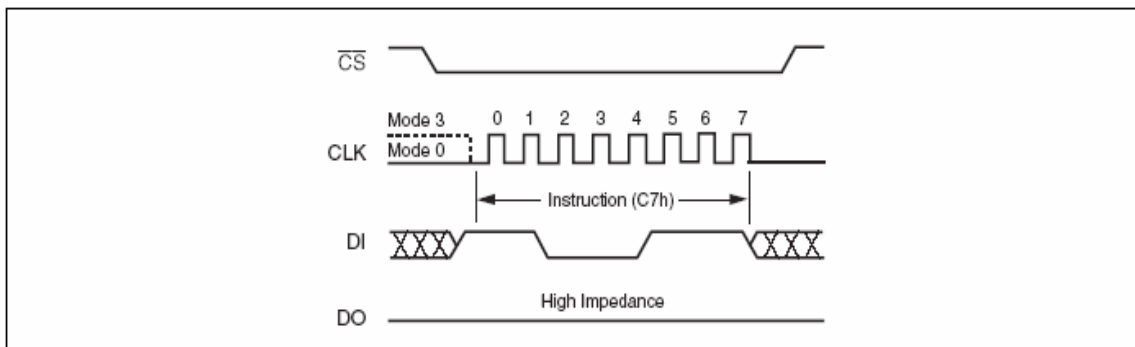 CS
Mode 3
0 1 2 3 4 5 6 7
CLK
Mode 0
Instruction (C7h)
DI
High Impedance
DO